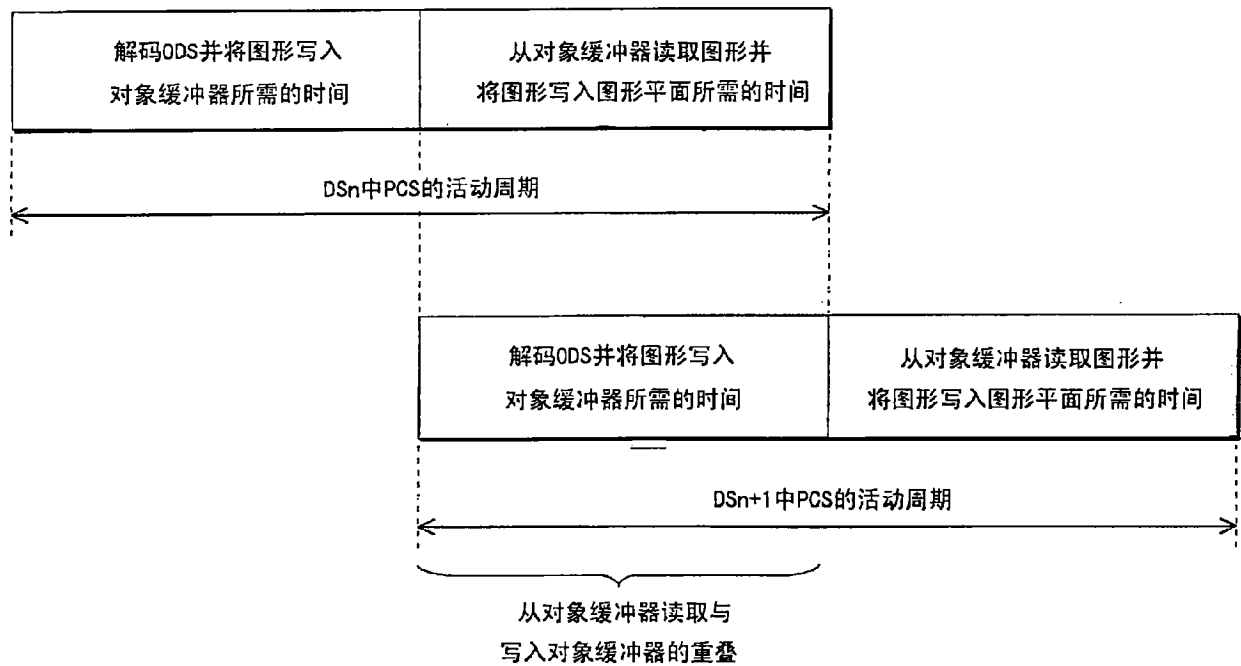 解码ODS并将图形写入
对象缓冲器所需的时间
从对象缓冲器读取图形并
将图形写入图形平面所需的时间
DSn中PCS的活动周期
解码ODS并将图形写入
对象缓冲器所需的时间
从对象缓冲器读取图形并
将图形写入图形平面所需的时间
DSn+1中PCS的活动周期
从对象缓冲器读取与
写入对象缓冲器的重叠